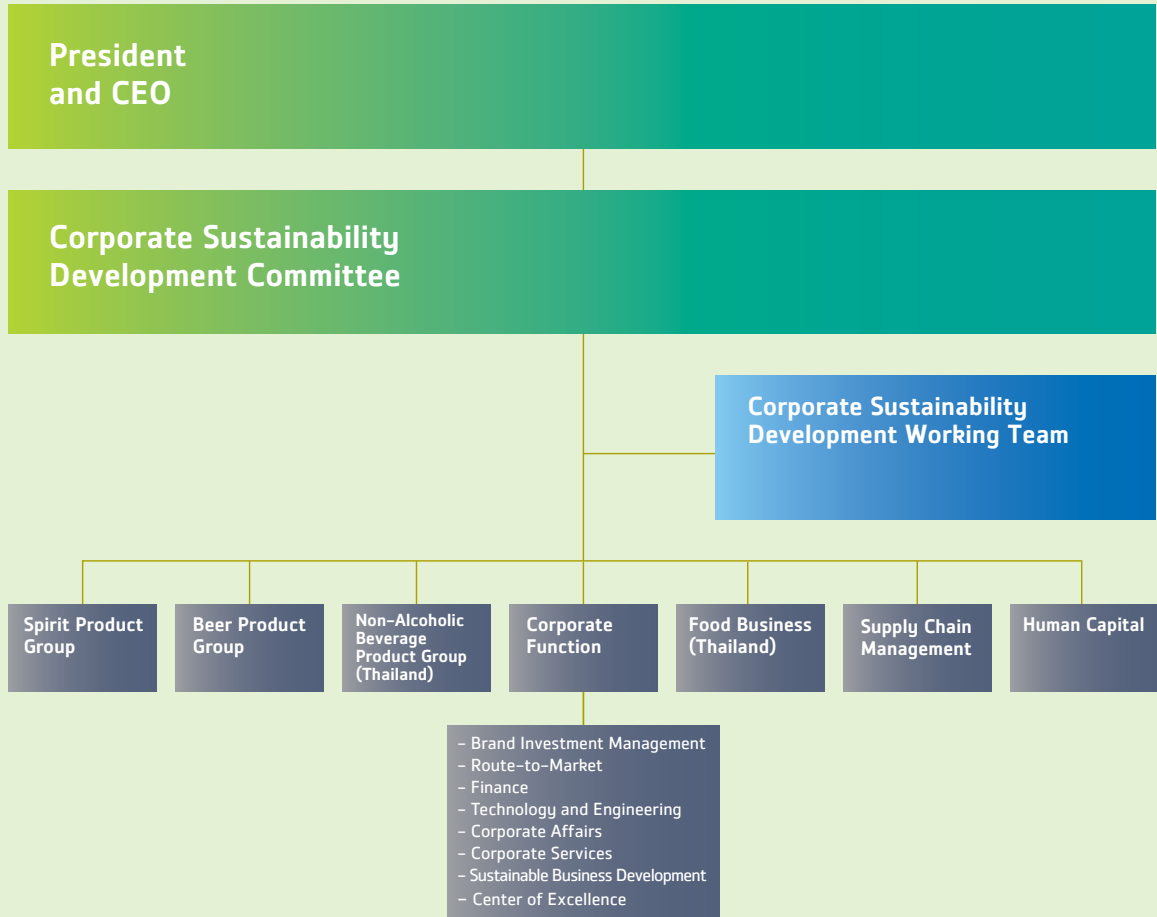 President
and CEO
Corporate Sustainability
Development Committee
Corporate Sustainability
Development Working Team
Spirit Product
Group
Beer Product
Group
Non-Alcoholic
Beverage
Product Group
(Thailand)
Corporate
Function
Food Business
(Thailand)
Supply Chain
Management
Human Capital
- Brand Investment Management
- Route-to-Market
- Finance
- Technology and Engineering
- Corporate Affairs
- Corporate Services
- Sustainable Business Development
- Center of Excellence